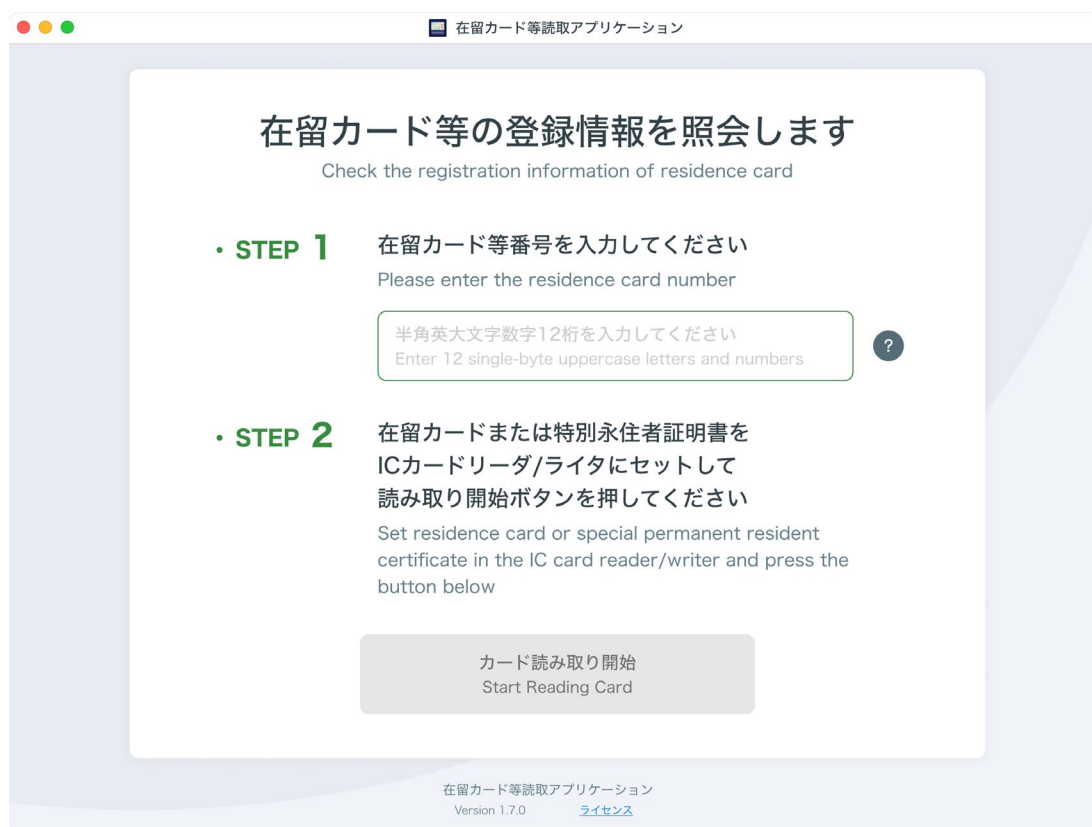 在留カード等読取アプリケーション
在留カード等の登録情報を照会します
Check the registration information of residence card
・STEP 1
在留カード等番号を入力してください
Please enter the residence card number
半角英大文字数字12桁を入力してください
Enter 12 single-byte uppercase letters and numbers
?
・STEP 2
在留カードまたは特別永住者証明書を
ICカードリーダ/ライタにセットして
読み取り開始ボタンを押してください
Set residence card or special permanent resident
certificate in the IC card reader/writer and press the
button below
カード読み取り開始
Start Reading Card
在留カード等読取アプリケーション
Version 1.7.0 ライセンス